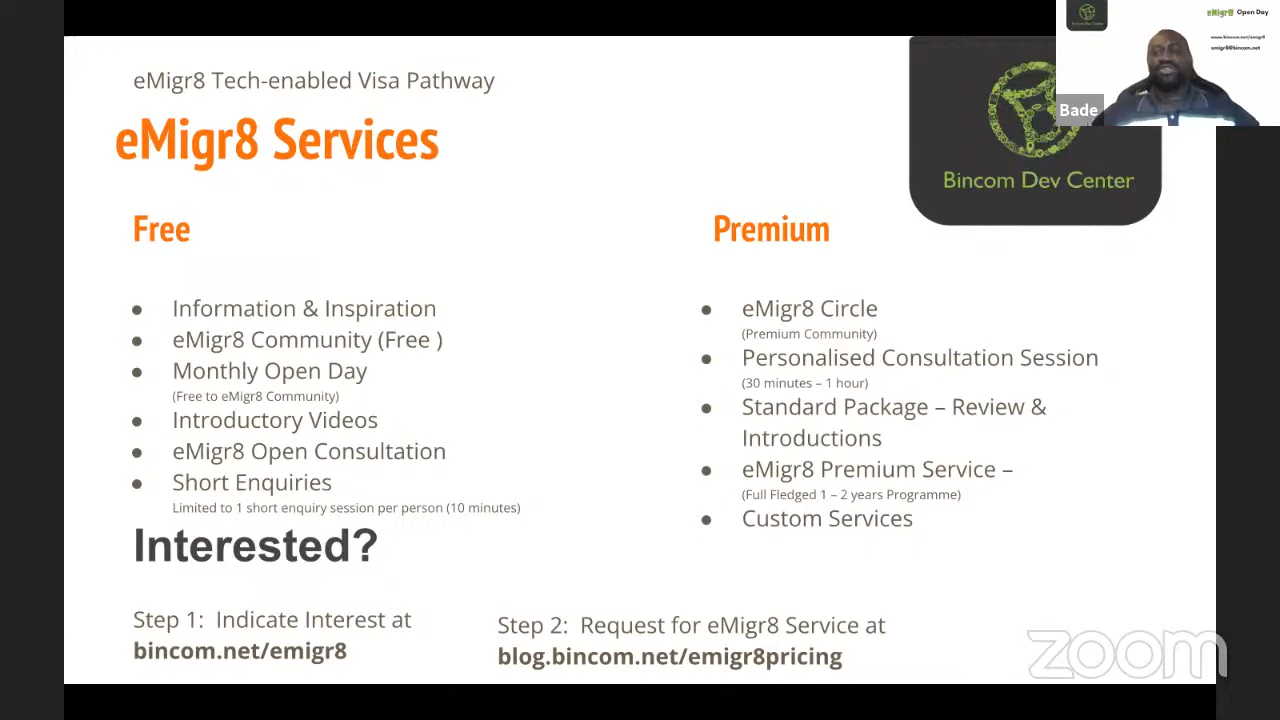 eMigr8 Tech-enabled Visa Pathway
eMigr8 Services
Bincom Dev Center
eMigr8 Open Day
www.bincom.net/emigr8
emigr8@bincom.net
Bade
Bincom Dev Center
Free
Information & Inspiration
eMigr8 Community (Free )
Monthly Open Day
(Free to eMigr8 Community)
Introductory Videos
eMigr8 Open Consultation
Short Enquiries
Limited to 1 short enquiry session per person (10 minutes)
Premium
eMigr8 Circle
(Premium Community)
Personalised Consultation Session
(30 minutes – 1 hour)
Standard Package – Review &
Introductions
eMigr8 Premium Service –
(Full Fledged 1 – 2 years Programme)
Custom Services
Interested?
Step 1:  Indicate Interest at
bincom.net/emigr8
Step 2:  Request for eMigr8 Service at
blog.bincom.net/emigr8pricing
zoom